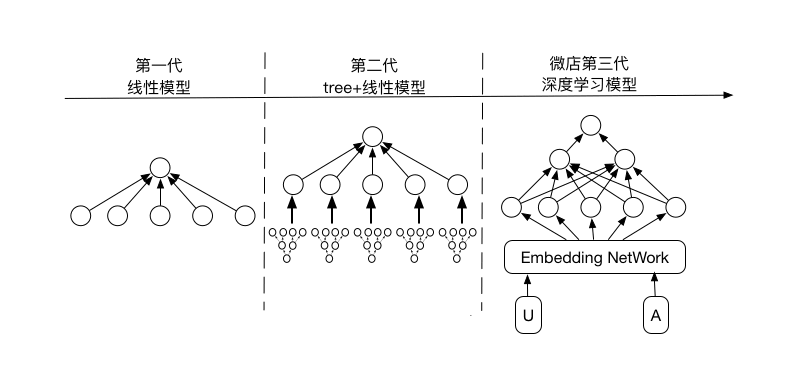 第一代
线性模型
第二代
tree+线性模型
微店第三代
深度学习模型
Embedding NetWork
U
A